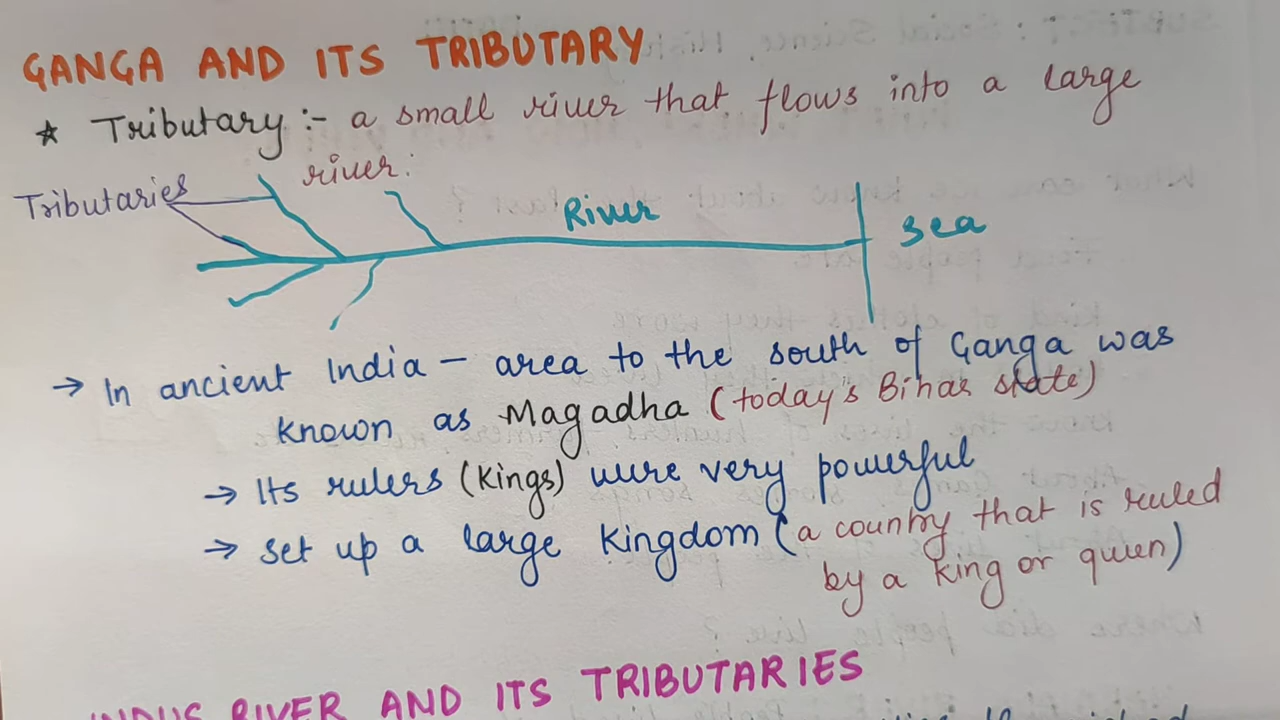 GANGA AND ITS TRIBUTARY
★ Tributary :- a small river that flows into a large
river.
Tributaries
River
sea
→ In ancient India – area to the south of Ganga was
known as Magadha (today's Bihar state)
→ Its rulers (Kings) were very powerful
→ set up a large Kingdom (a country that is ruled
by a king or queen)
INDUS RIVER AND ITS TRIBUTARIES